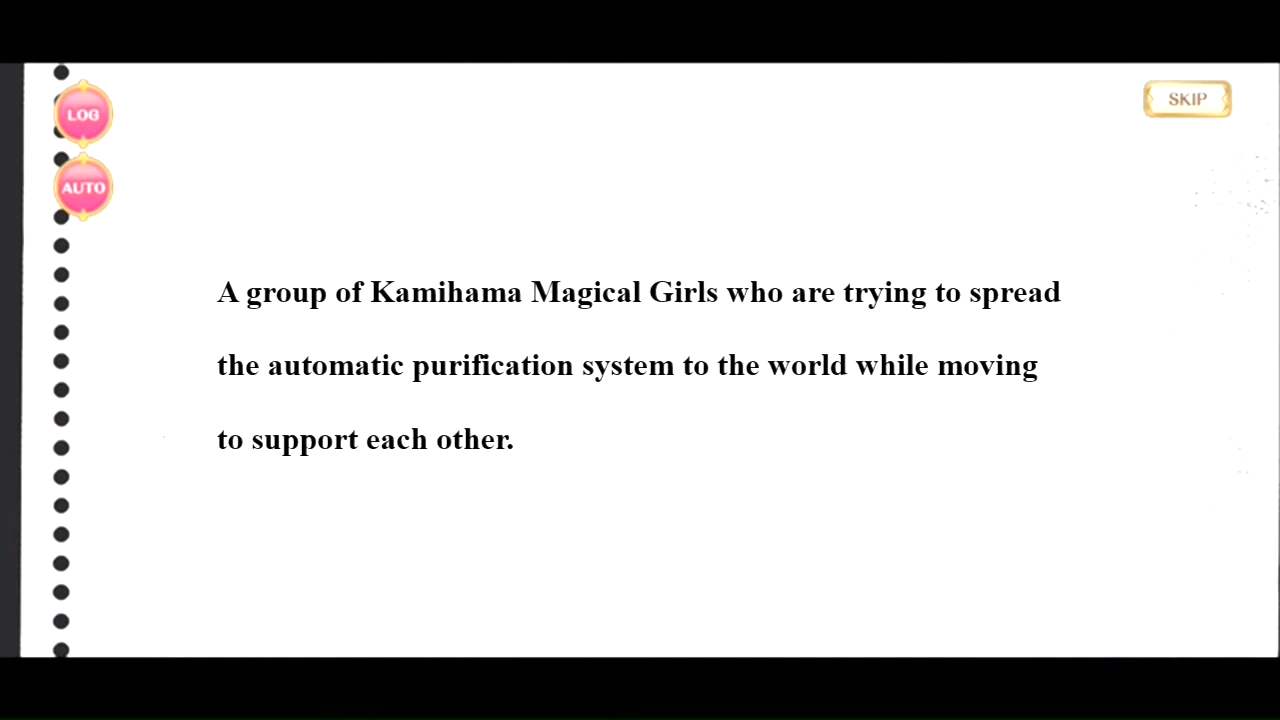 LOG
SKIP
AUTO
A group of Kamihama Magical Girls who are trying to spread
the automatic purification system to the world while moving
to support each other.